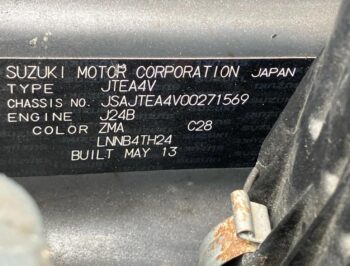 SUZUKI MOTOR CORPORATION JAPAN
TYPE JTEA4V
CHASSIS NO. JSAJTEA4V00271569
ENGINE J24B
COLOR ZMA C28
LNNB4TH24
BUILT MAY 13